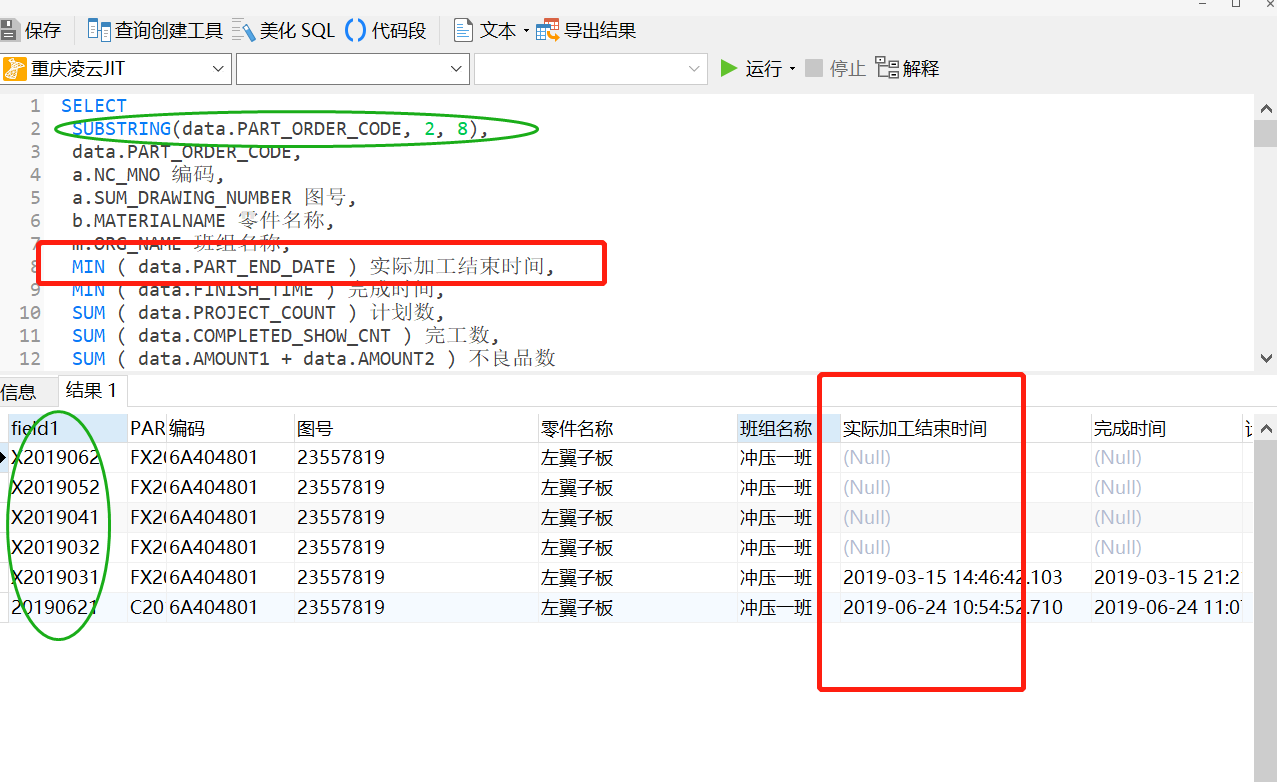 保存 查询创建工具 美化 SQL 代码段 文本 导出结果
重庆凌云JIT 运行 停止 解释
1 SELECT
2 SUBSTRING(data.PART_ORDER_CODE, 2, 8),
3 data.PART_ORDER_CODE,
4 a.NC_MNO 编码,
5 a.SUM_DRAWING_NUMBER 图号,
6 b.MATERIALNAME 零件名称,
7 m.ORG_NAME 班组名称,
8 MIN ( data.PART_END_DATE ) 实际加工结束时间,
9 MIN ( data.FINISH_TIME ) 完成时间,
10 SUM ( data.PROJECT_COUNT ) 计划数,
11 SUM ( data.COMPLETED_SHOW_CNT ) 完工数,
12 SUM ( data.AMOUNT1 + data.AMOUNT2 ) 不良品数
信息 结果 1
field1 PAR 编码 图号 零件名称 班组名称 实际加工结束时间 完成时间
X2019062 FX20 6A404801 23557819 左翼子板 冲压一班 (Null) (Null)
X2019052 FX20 6A404801 23557819 左翼子板 冲压一班 (Null) (Null)
X2019041 FX20 6A404801 23557819 左翼子板 冲压一班 (Null) (Null)
X2019032 FX20 6A404801 23557819 左翼子板 冲压一班 (Null) (Null)
X2019031 FX20 6A404801 23557819 左翼子板 冲压一班 2019-03-15 14:46:42.103 2019-03-15 21:2
20190621 C20 6A404801 23557819 左翼子板 冲压一班 2019-06-24 10:54:52.710 2019-06-24 11:0